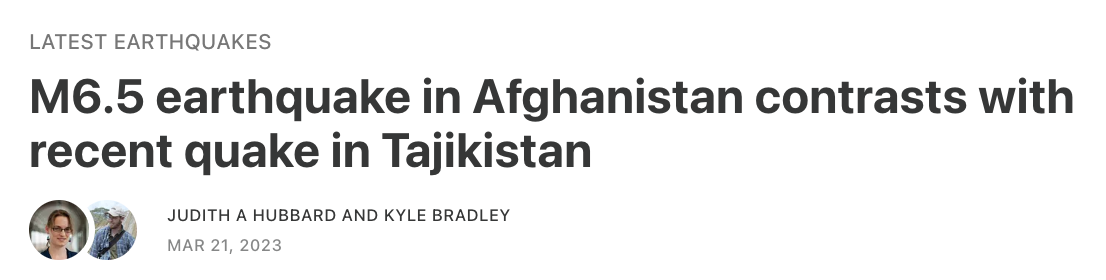 LATEST EARTHQUAKES
M6.5 earthquake in Afghanistan contrasts with
recent quake in Tajikistan
JUDITH A HUBBARD AND KYLE BRADLEY
MAR 21, 2023